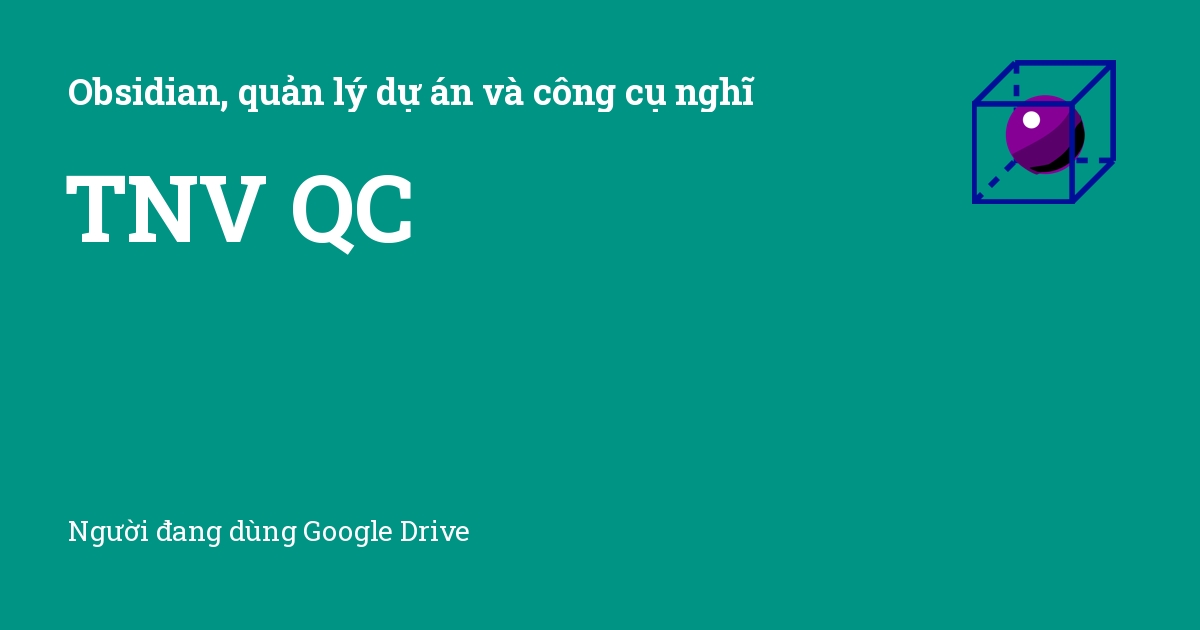 Obsidian, quản lý dự án và công cụ nghĩ
TNV QC
Người đang dùng Google Drive